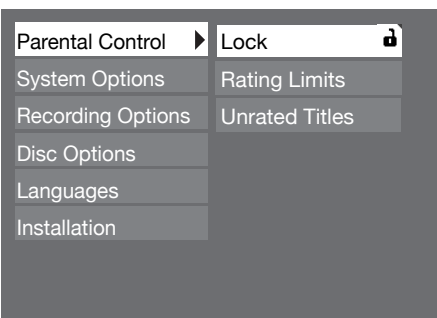 Parental Control
Lock
System Options
Rating Limits
Recording Options
Unrated Titles
Disc Options
Languages
Installation